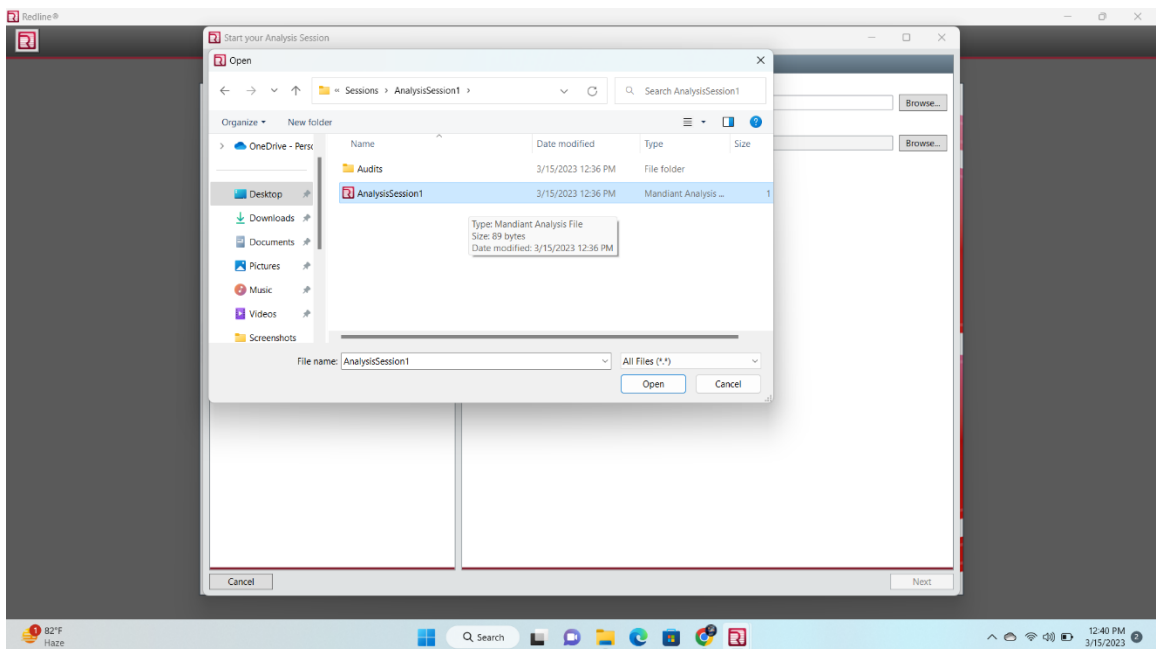 Redline®
Start your Analysis Session
Open
« Sessions › AnalysisSession1 ›
Search AnalysisSession1
Browse...
Organize
New folder
Browse...
Name
Date modified
Type
Size
OneDrive - Perso
Audits
3/15/2023 12:36 PM
File folder
Desktop
AnalysisSession1
3/15/2023 12:36 PM
Mandiant Analysis ...
1
Downloads
Type: Mandiant Analysis File
Size: 89 bytes
Date modified: 3/15/2023 12:36 PM
Documents
Pictures
Music
Videos
Screenshots
File name: AnalysisSession1
All Files (*.*)
Open
Cancel
Cancel
Next
1
82°F
Haze
Search
12:40 PM
3/15/2023
2